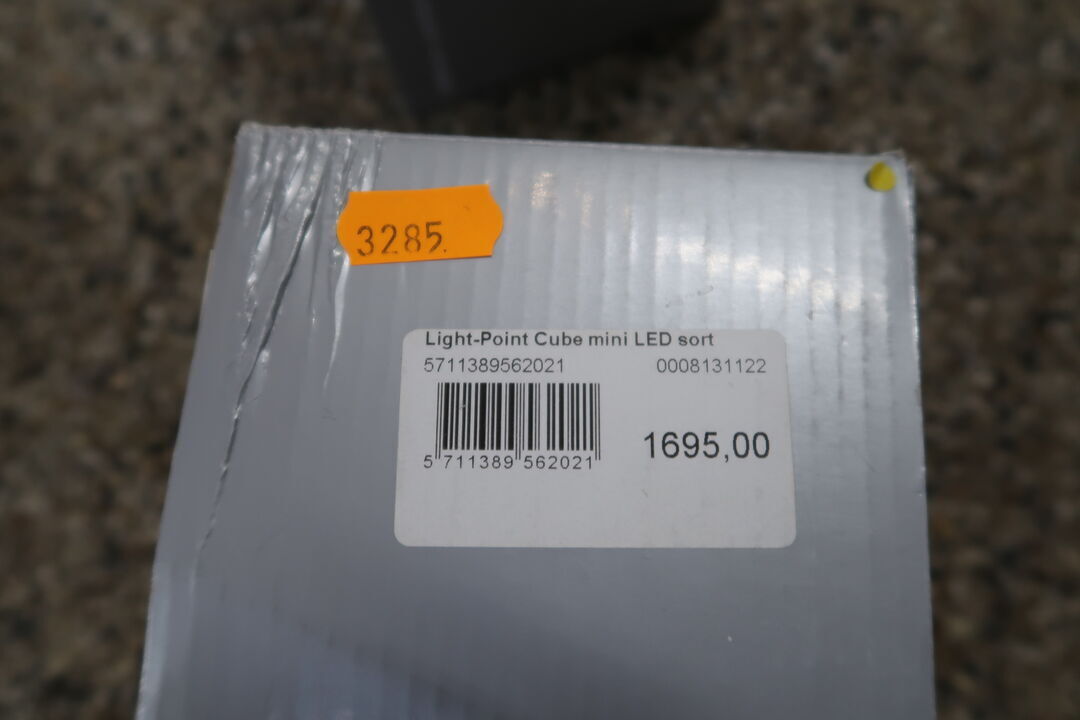 3285.
Light-Point Cube mini LED sort
5711389562021 0008131122
1695,00
5 711389 562021